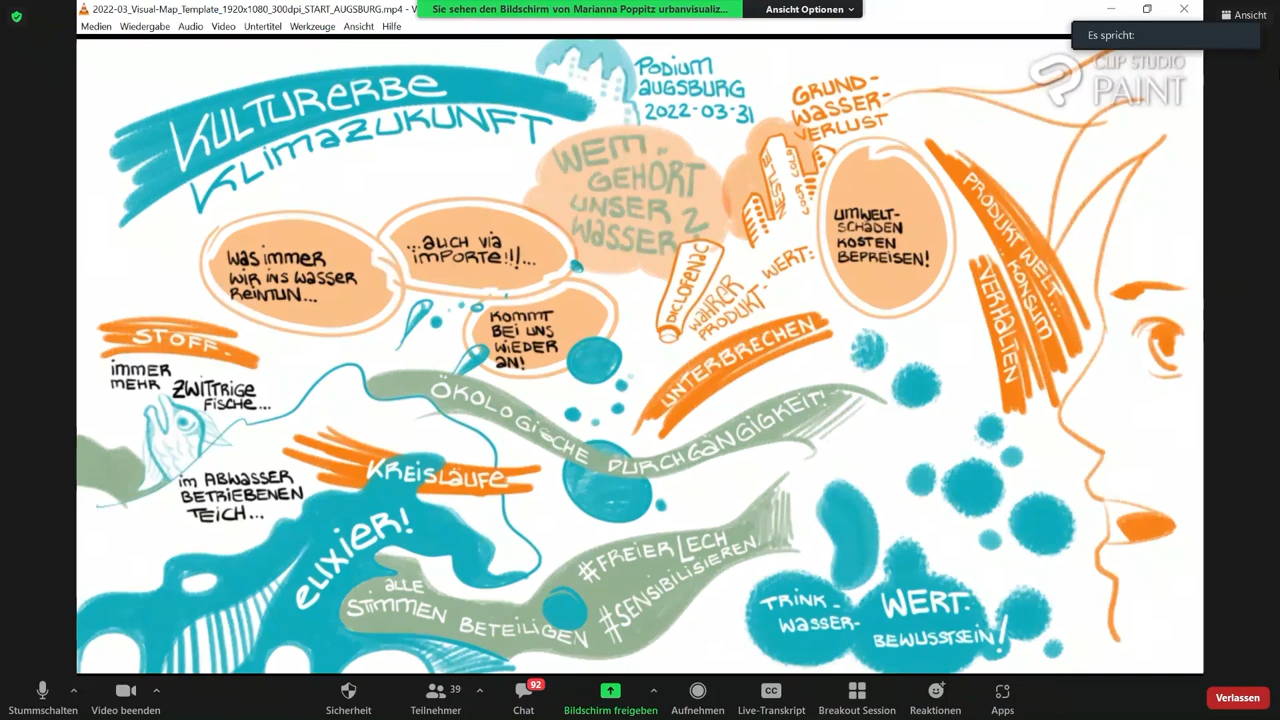 2022-03_Visual-Map_Template_1920x1080_300dpi_START_AUGSBURG.mp4 - V
Sie sehen den Bildschirm von Marianna Poppitz urbanvisualiz...
Ansicht Optionen
Ansicht
Medien Wiedergabe Audio Video Untertitel Werkzeuge Ansicht Hilfe
Es spricht:
CLIP STUDIO
PAINT
KULTURERBE
KLIMAZUKUNFT
PODIUM
AUGSBURG
2022-03-31
GRUND-
WASSER-
VERLUST
WEM
GEHÖRT
UNSER
WASSER?
NESTLE
COCA
COLA
UMWELT-
SCHÄDEN
KOSTEN
BEPREISEN!
PRODUKT WELT...
KONSUM
VERHALTEN
WAS IMMER
WIR INS WASSER
REINTUN...
...AUCH VIA
IMPORTE!!!...
KOMMT
BEI UNS
WIEDER
AN!
DICLOFENAC
WAHRER
PRODUKT-WERT:
UNTERBRECHEN
STOFF-
KREISLÄUFE
IMMER
MEHR ZWITTRIGE
FISCHE...
IM ABWASSER
BETRIEBENEN
TEICH...
ÖKOLOGISCHE DURCHGÄNGIGKEIT!
ELIXIER!
ALLE
STIMMEN BETEILIGEN
#FREIERLECH
#SENSIBILISIEREN
TRINK-
WASSER-
WERT-
BEWUSSTSEIN!
Stummschalten
Video beenden
Sicherheit
39
Teilnehmer
92
Chat
Bildschirm freigeben
Aufnehmen
CC
Live-Transkript
Breakout Session
Reaktionen
Apps
Verlassen